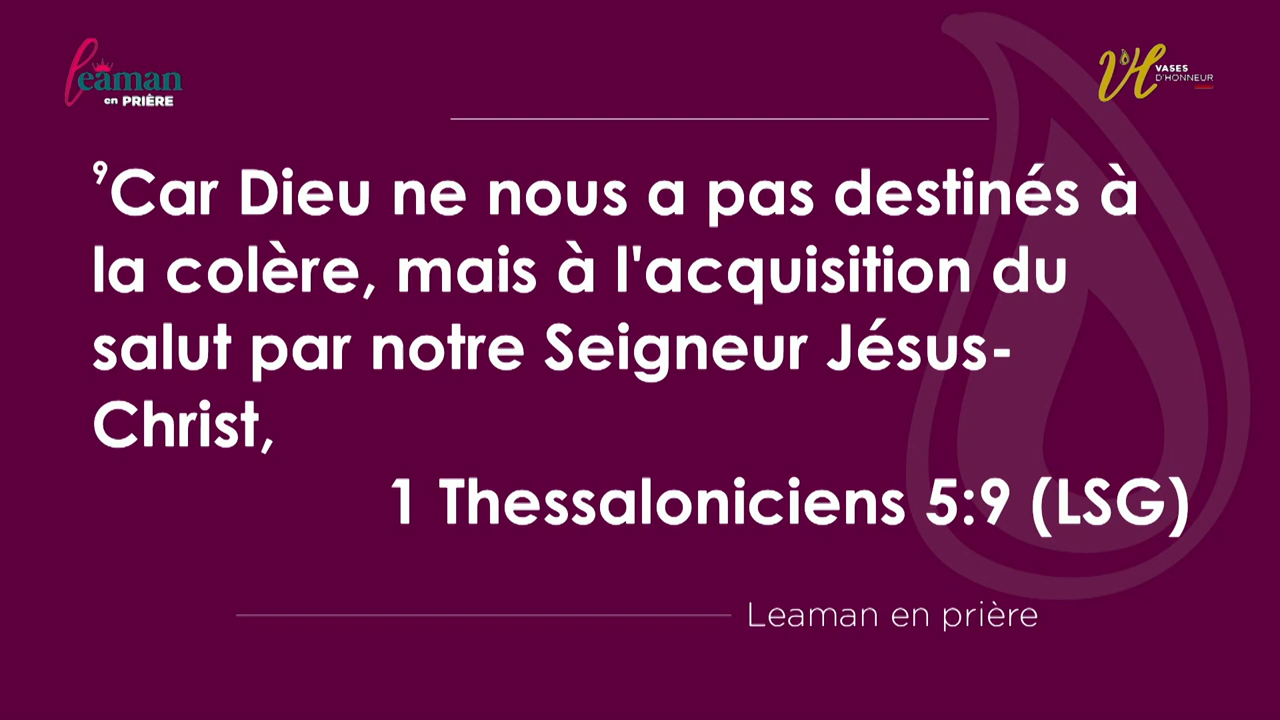 leaman
en PRIÈRE
VH VASES
D'HONNEUR
⁹Car Dieu ne nous a pas destinés à
la colère, mais à l'acquisition du
salut par notre Seigneur Jésus-
Christ,
1 Thessaloniciens 5:9 (LSG)
Leaman en prière